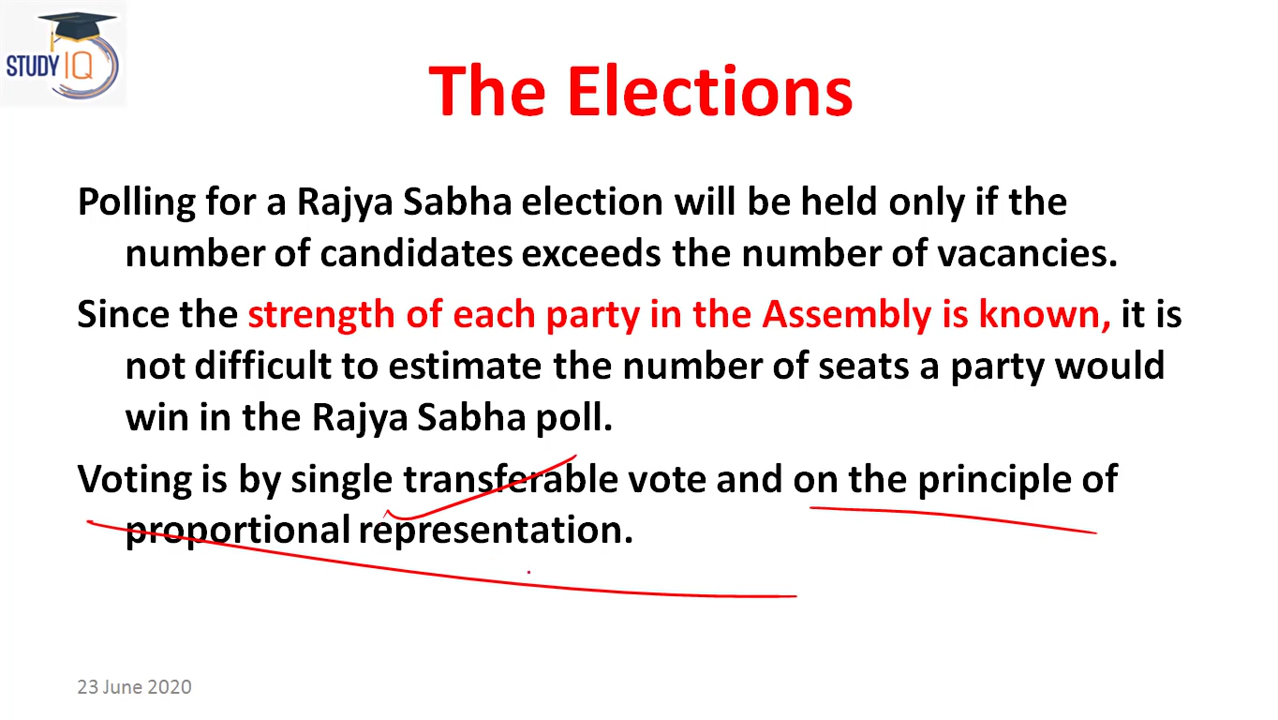 STUDY IQ
The Elections
Polling for a Rajya Sabha election will be held only if the
number of candidates exceeds the number of vacancies.
Since the strength of each party in the Assembly is known, it is
not difficult to estimate the number of seats a party would
win in the Rajya Sabha poll.
Voting is by single transferable vote and on the principle of
proportional representation.
23 June 2020